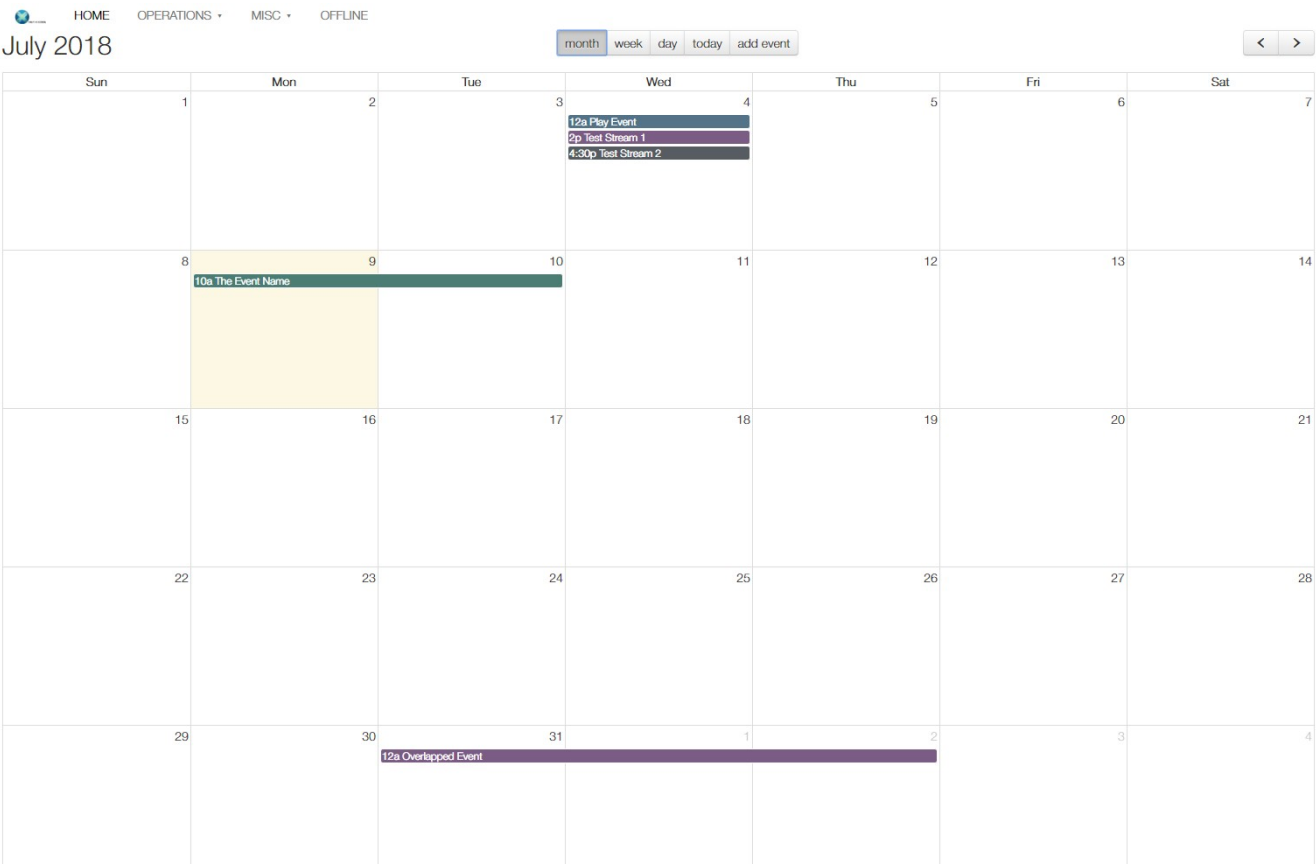 HOME OPERATIONS MISC OFFLINE
July 2018
month week day today add event
Sun Mon Tue Wed Thu Fri Sat
1 2 3 4 5 6 7
12a Play Event
2p Test Stream 1
4:30p Test Stream 2
8 9 10 11 12 13 14
10a The Event Name
15 16 17 18 19 20 21
22 23 24 25 26 27 28
29 30 31 1 2 3 4
12a Overlapped Event